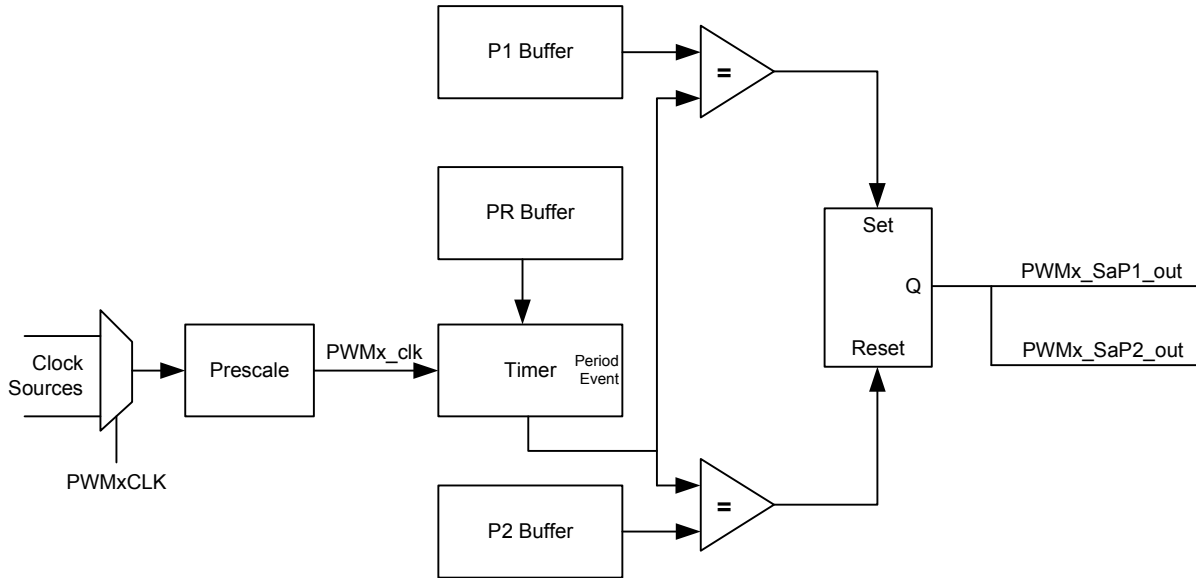 P1 Buffer
=
PR Buffer
Set
Q
PWMx_SaP1_out
Clock
Sources
Prescale
PWMx_clk
Timer
Period
Event
Reset
PWMx_SaP2_out
PWMxCLK
P2 Buffer
=